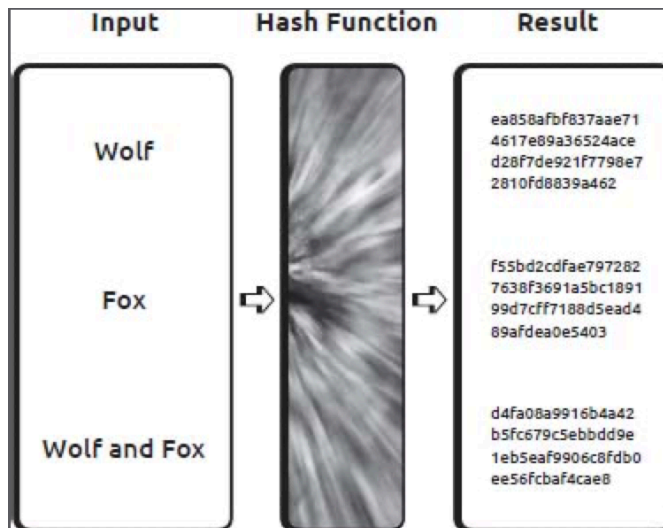 Input Hash Function Result
Wolf
ea858afbf837aae71
4617e89a36524ace
d28f7de921f7798e7
2810fd8839a462
Fox
f55bd2cdfae797282
7638f3691a5bc1891
99d7cff7188d5ead4
89afdea0e5403
Wolf and Fox
d4fa08a9916b4a42
b5fc679c5ebbdd9e
1eb5eaf9906c8fdb0
ee56fcbaf4cae8